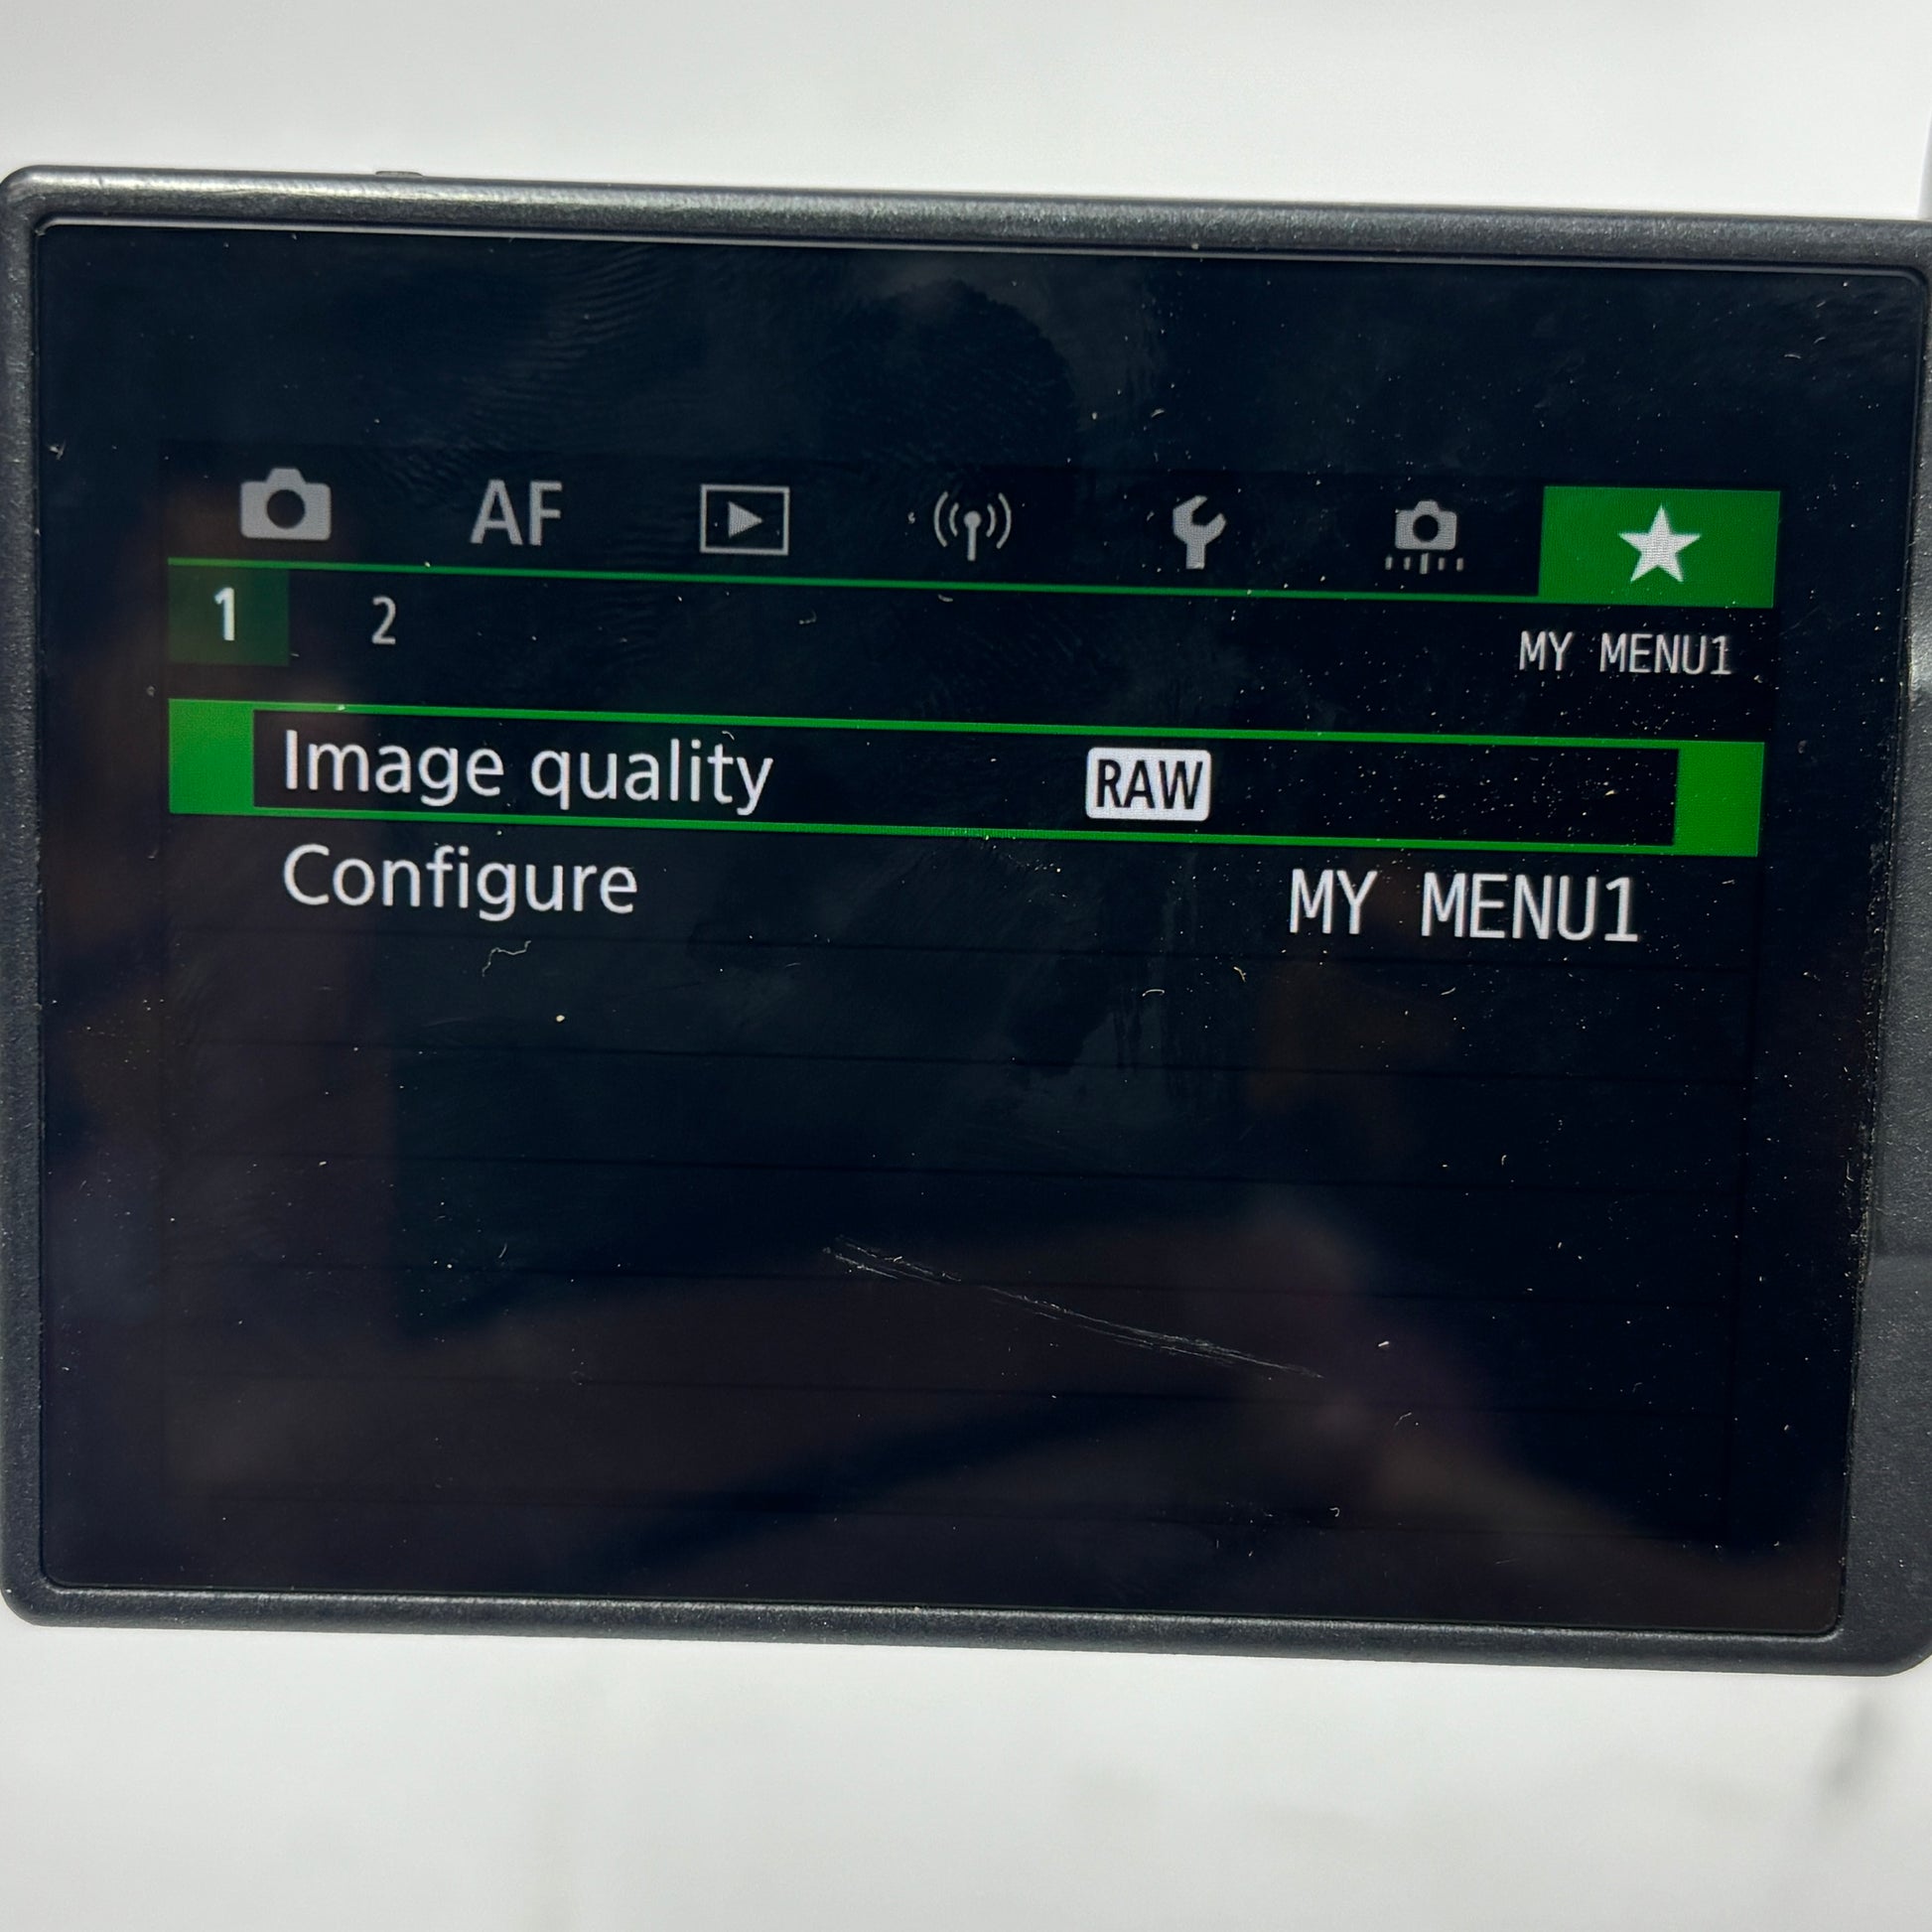 AF
1 2
MY MENU1
Image quality RAW
Configure MY MENU1